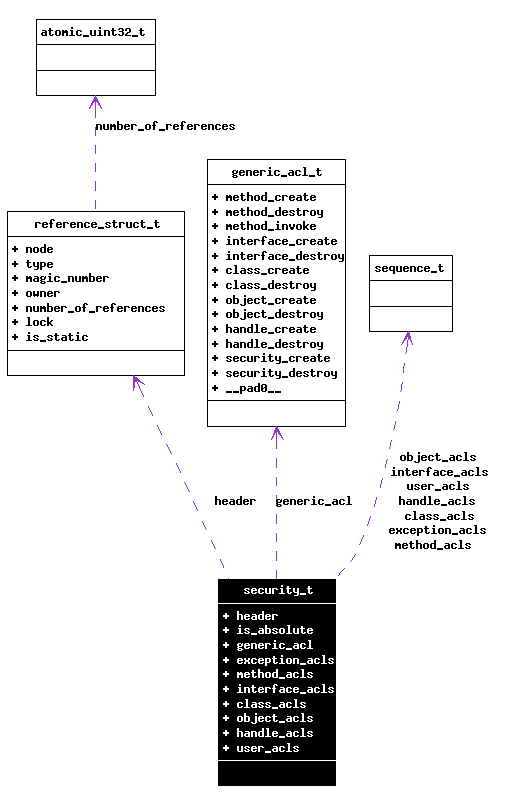 atomic_uint32_t
number_of_references
generic_acl_t
+ method_create
+ method_destroy
+ method_invoke
+ interface_create
+ interface_destroy
+ class_create
+ class_destroy
+ object_create
+ object_destroy
+ handle_create
+ handle_destroy
+ security_create
+ security_destroy
+ __pad0__
reference_struct_t
+ node
+ type
+ magic_number
+ owner
+ number_of_references
+ lock
+ is_static
sequence_t
header
generic_acl
object_acls
interface_acls
user_acls
handle_acls
class_acls
exception_acls
method_acls
security_t
+ header
+ is_absolute
+ generic_acl
+ exception_acls
+ method_acls
+ interface_acls
+ class_acls
+ object_acls
+ handle_acls
+ user_acls